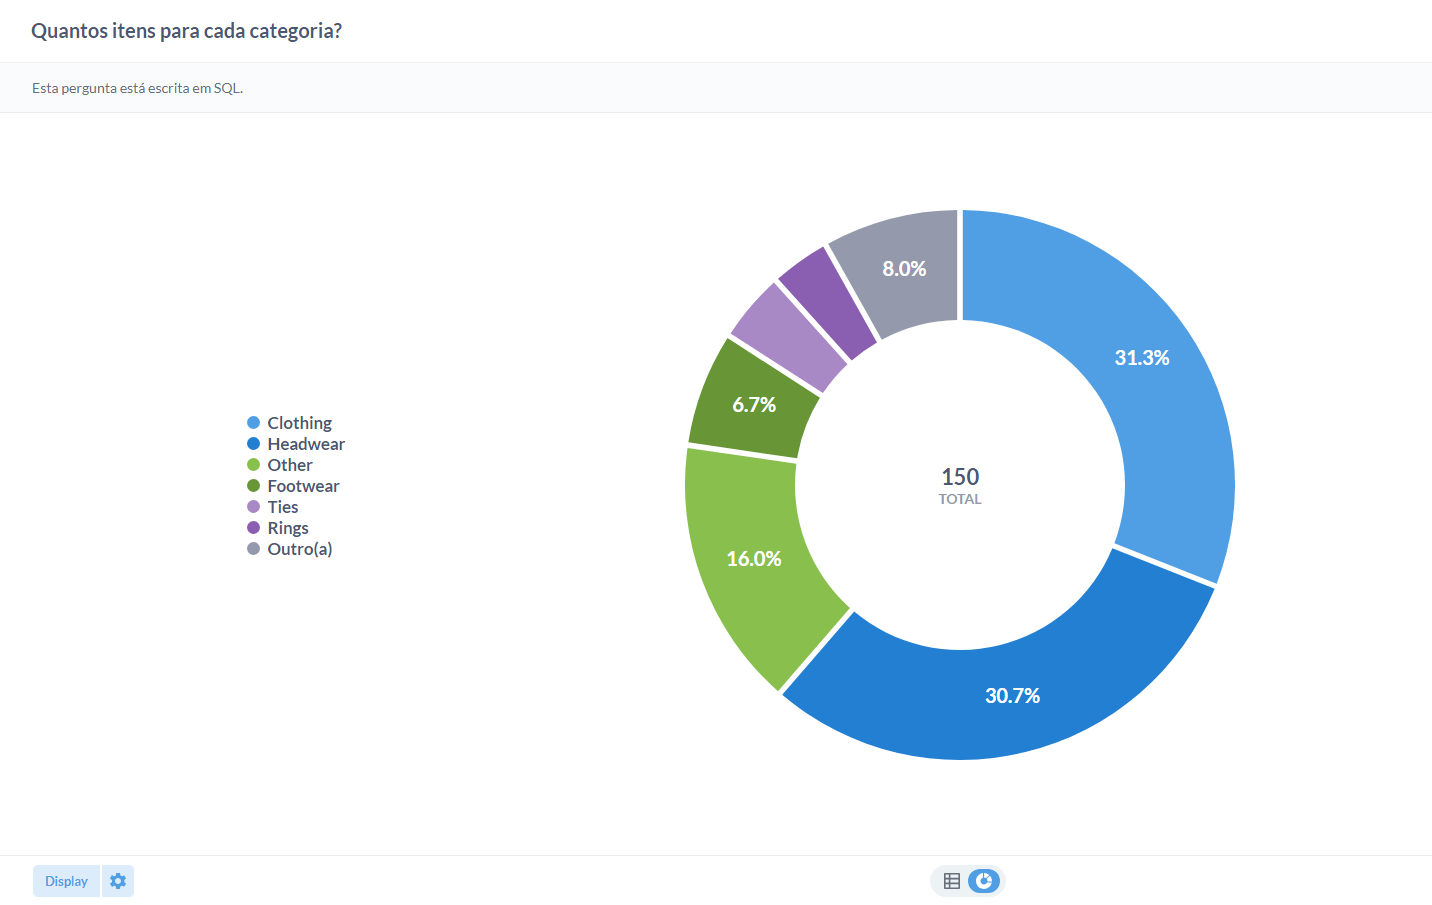 Quantos itens para cada categoria?
Esta pergunta está escrita em SQL.
Clothing
Headwear
Other
Footwear
Ties
Rings
Outro(a)
8.0%
31.3%
6.7%
150
TOTAL
16.0%
30.7%
Display